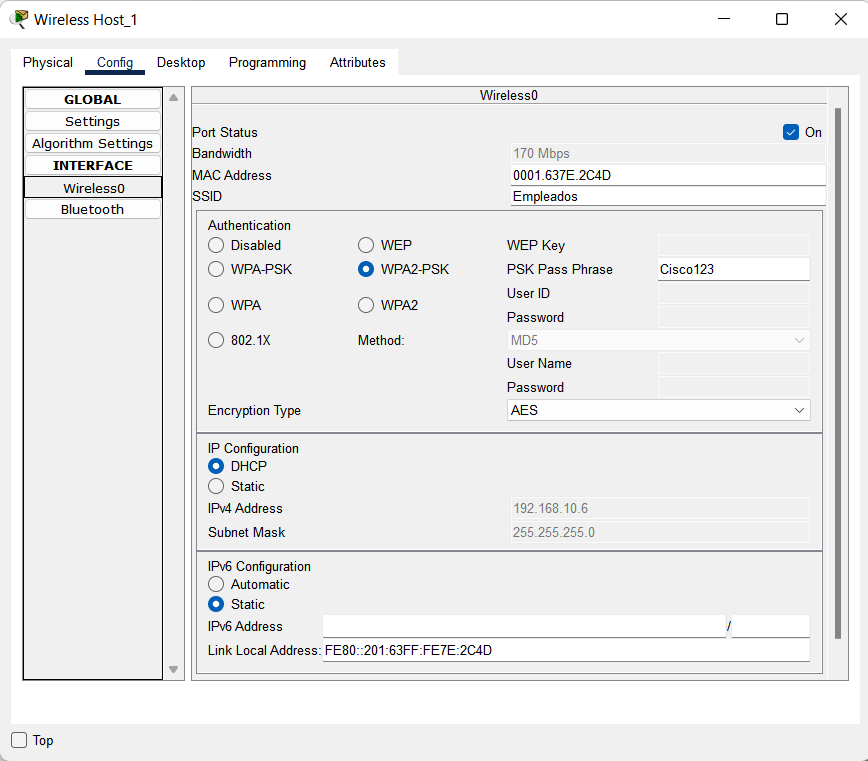 Wireless Host_1
Physical Config Desktop Programming Attributes
GLOBAL
Settings
Algorithm Settings
INTERFACE
Wireless0
Bluetooth
Wireless0
Port Status On
Bandwidth 170 Mbps
MAC Address 0001.637E.2C4D
SSID Empleados
Authentication
Disabled WEP WEP Key
WPA-PSK WPA2-PSK PSK Pass Phrase Cisco123
User ID
WPA WPA2
Password
802.1X Method: MD5
User Name
Password
Encryption Type AES
IP Configuration
DHCP
Static
IPv4 Address 192.168.10.6
Subnet Mask 255.255.255.0
IPv6 Configuration
Automatic
Static
IPv6 Address /
Link Local Address: FE80::201:63FF:FE7E:2C4D
Top